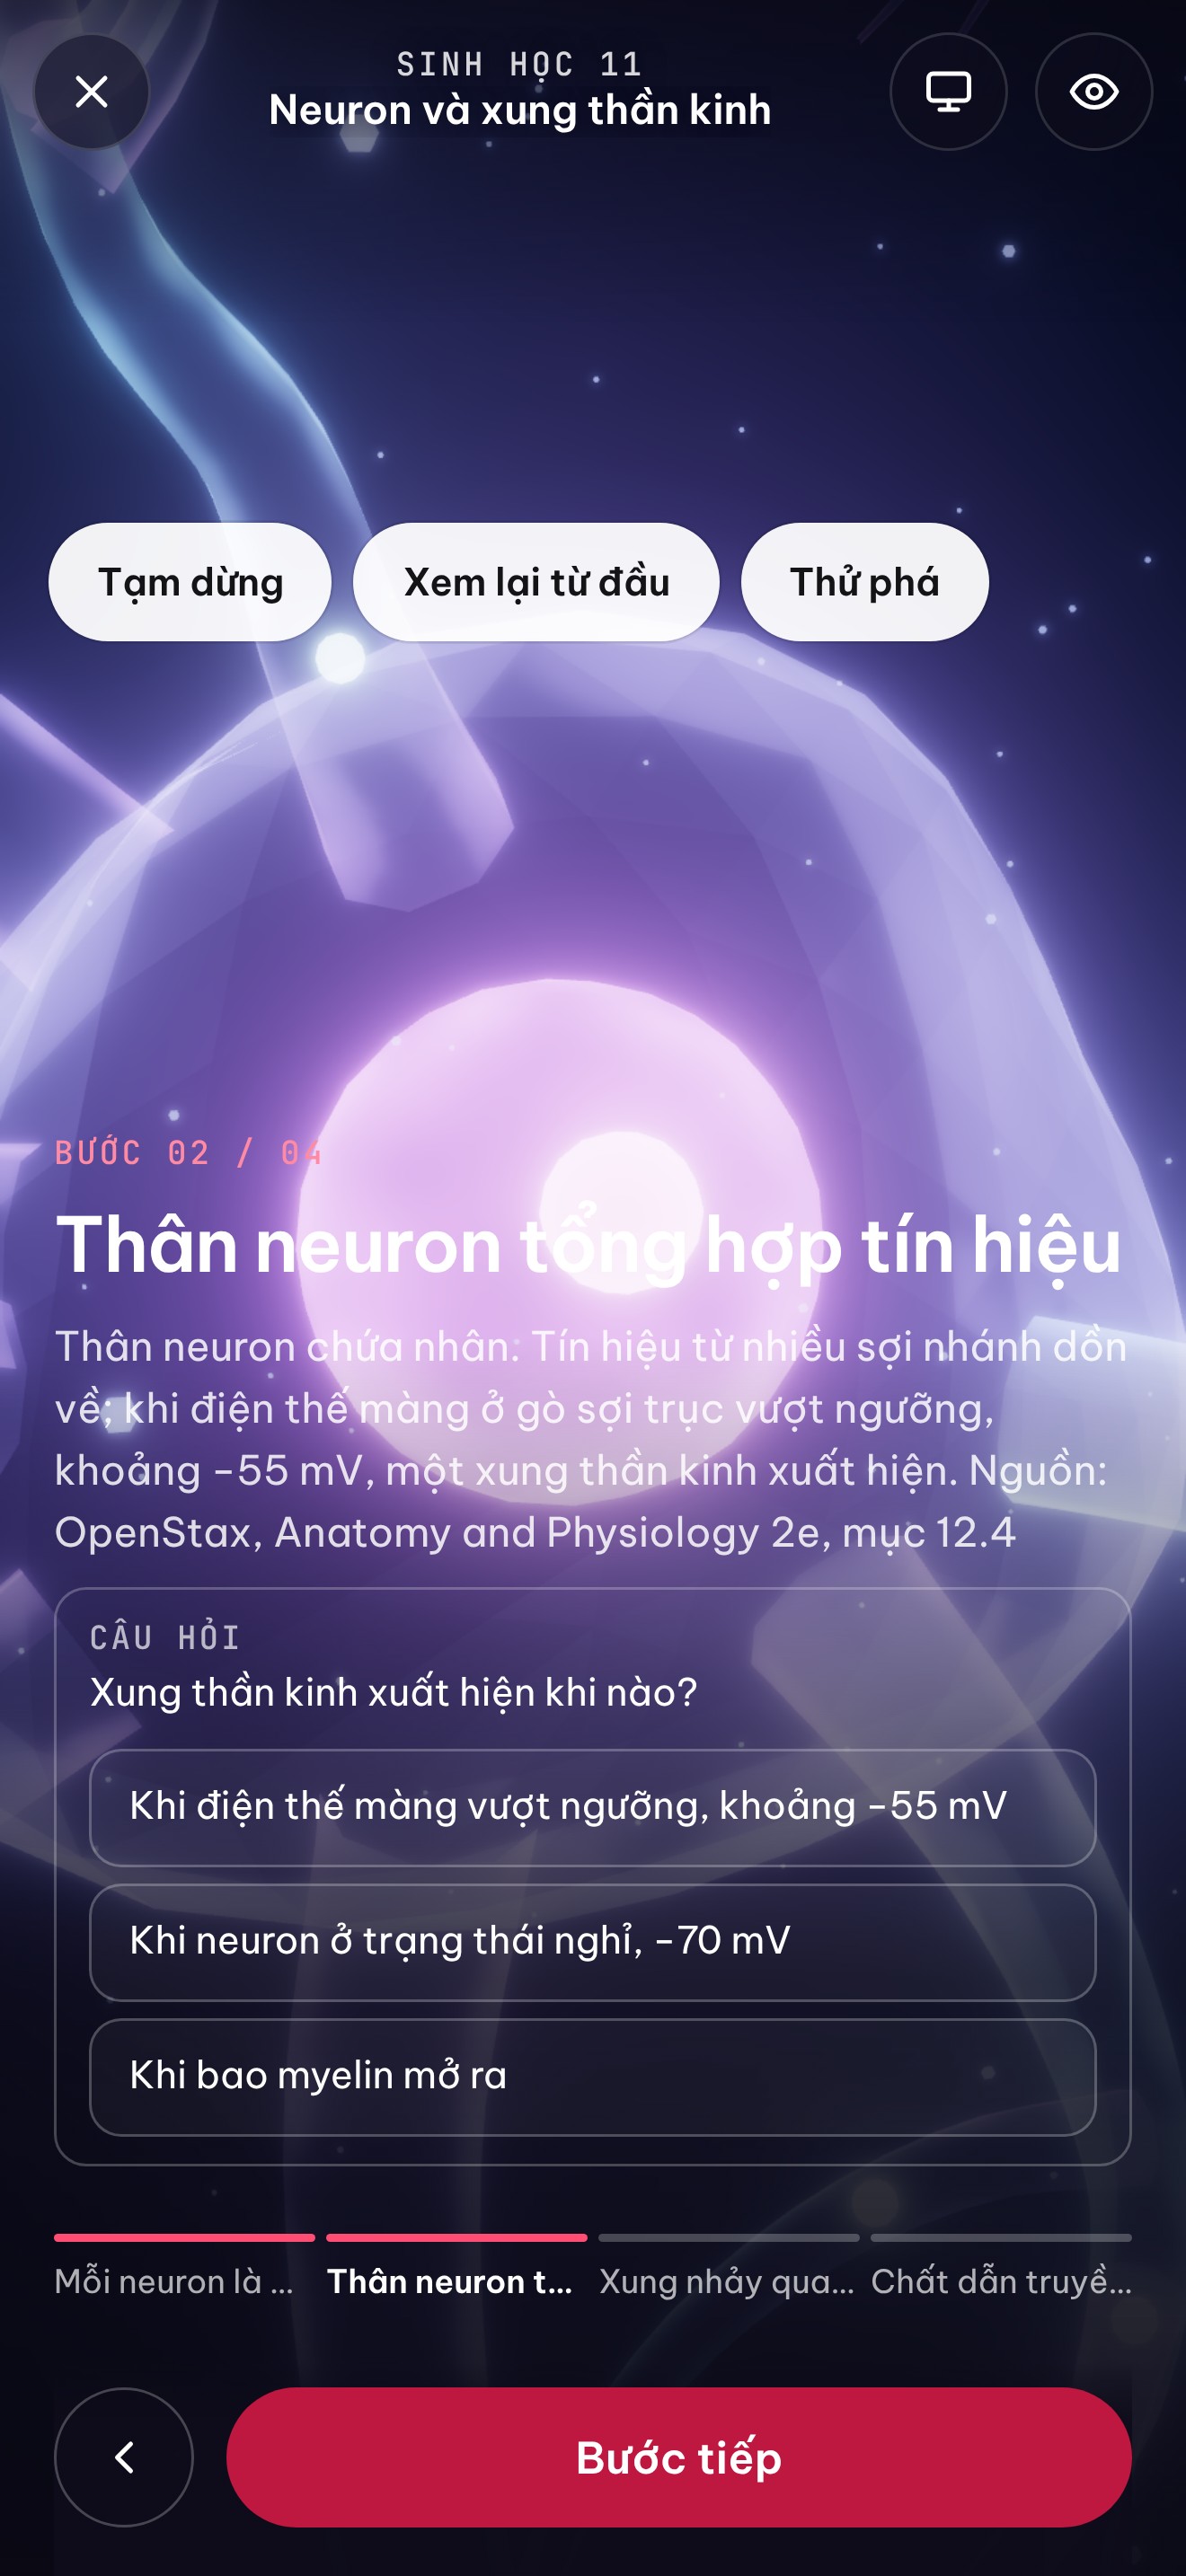 SINH HỌC 11
Neuron và xung thần kinh
Tạm dừng
Xem lại từ đầu
Thử phá
BƯỚC 02 / 04
Thân neuron tổng hợp tín hiệu
Thân neuron chứa nhân. Tín hiệu từ nhiều sợi nhánh dồn
về; khi điện thế màng ở gò sợi trục vượt ngưỡng,
khoảng −55 mV, một xung thần kinh xuất hiện. Nguồn:
OpenStax, Anatomy and Physiology 2e, mục 12.4
CÂU HỎI
Xung thần kinh xuất hiện khi nào?
Khi điện thế màng vượt ngưỡng, khoảng −55 mV
Khi neuron ở trạng thái nghỉ, −70 mV
Khi bao myelin mở ra
Mỗi neuron là ...
Thân neuron t...
Xung nhảy qua...
Chất dẫn truyề...
Bước tiếp